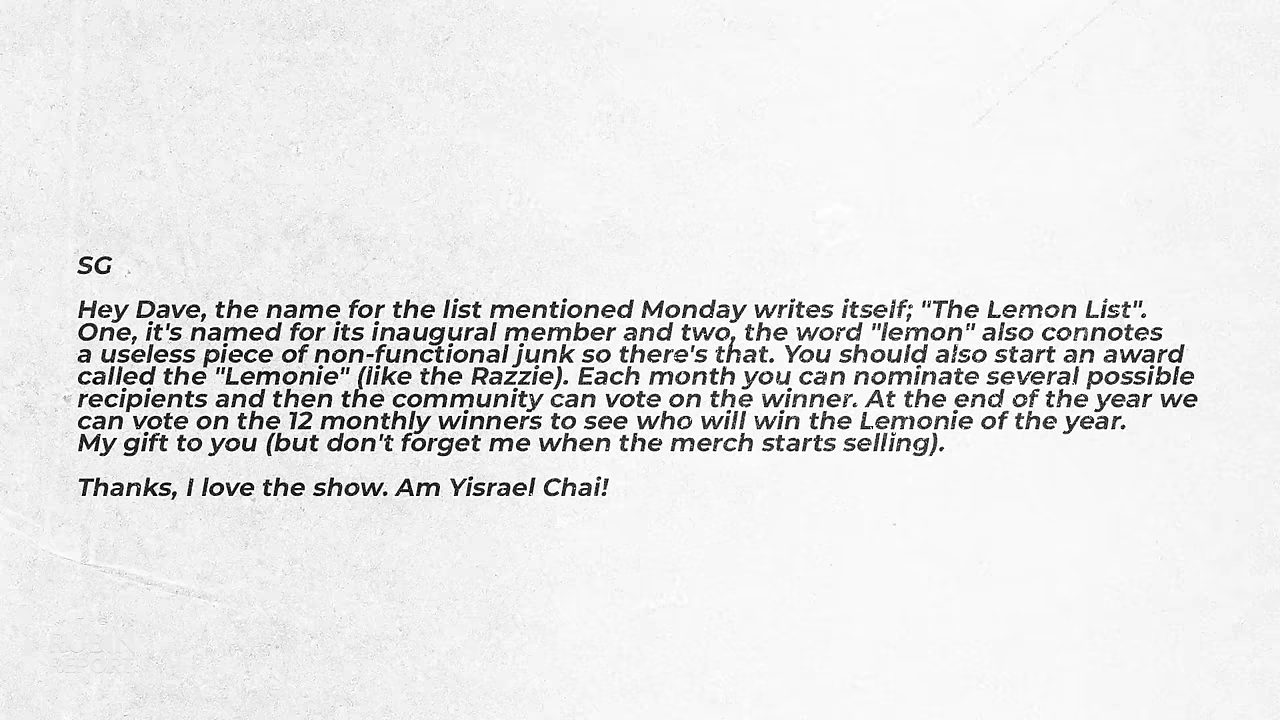 SG
Hey Dave, the name for the list mentioned Monday writes itself; "The Lemon List".
One, it's named for its inaugural member and two, the word "lemon" also connotes
a useless piece of non-functional junk so there's that. You should also start an award
called the "Lemonie" (like the Razzie). Each month you can nominate several possible
recipients and then the community can vote on the winner. At the end of the year we
can vote on the 12 monthly winners to see who will win the Lemonie of the year.
My gift to you (but don't forget me when the merch starts selling).
Thanks, I love the show. Am Yisrael Chai!